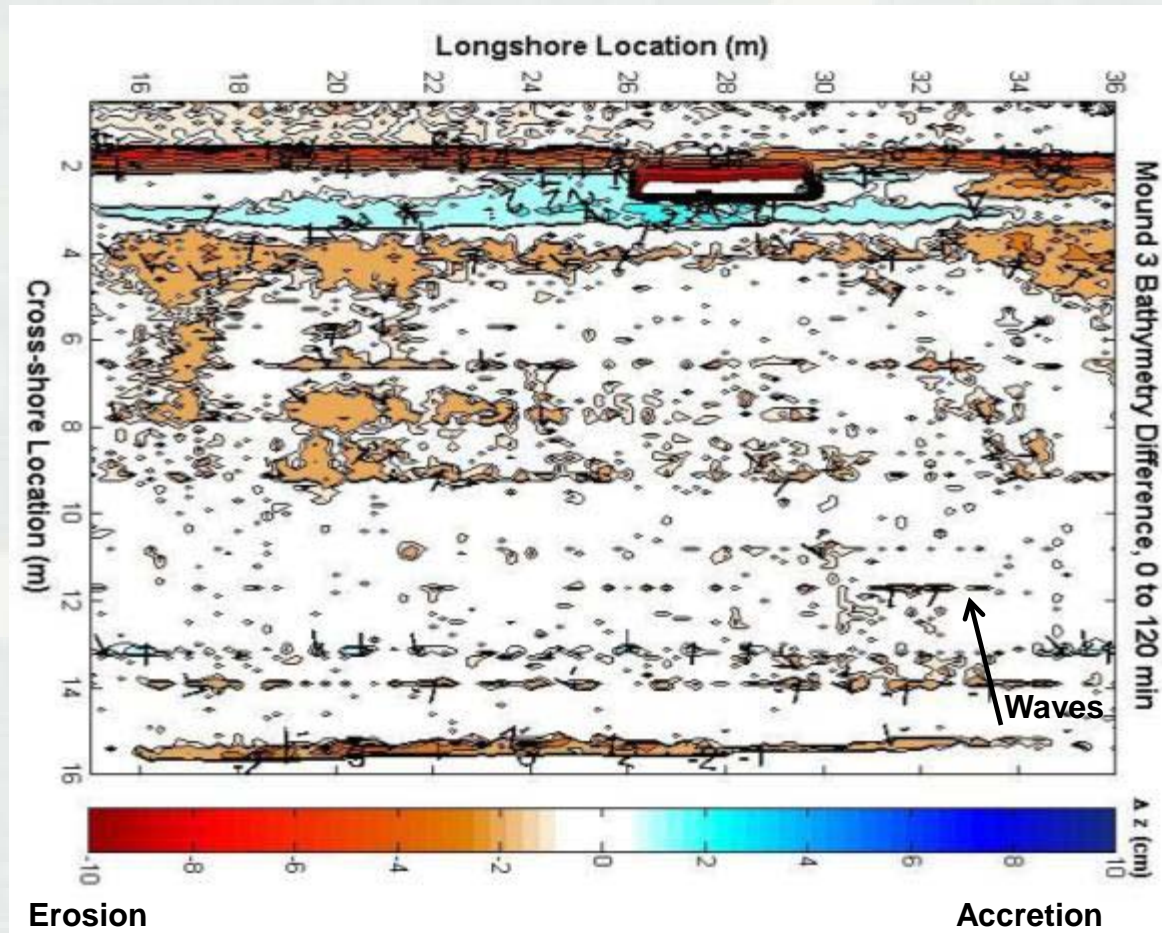 Longshore Location (m)
16 18 20 22 24 26 28 30 32 34 36
2
4
6
8
10
12
14
16
Cross-shore Location (m)
Mound 3 Bathymetry Difference, 0 to 120 min
Waves
Δ z (cm)
-10 -8 -6 -4 -2 0 2 4 6 8 10
Erosion Accretion